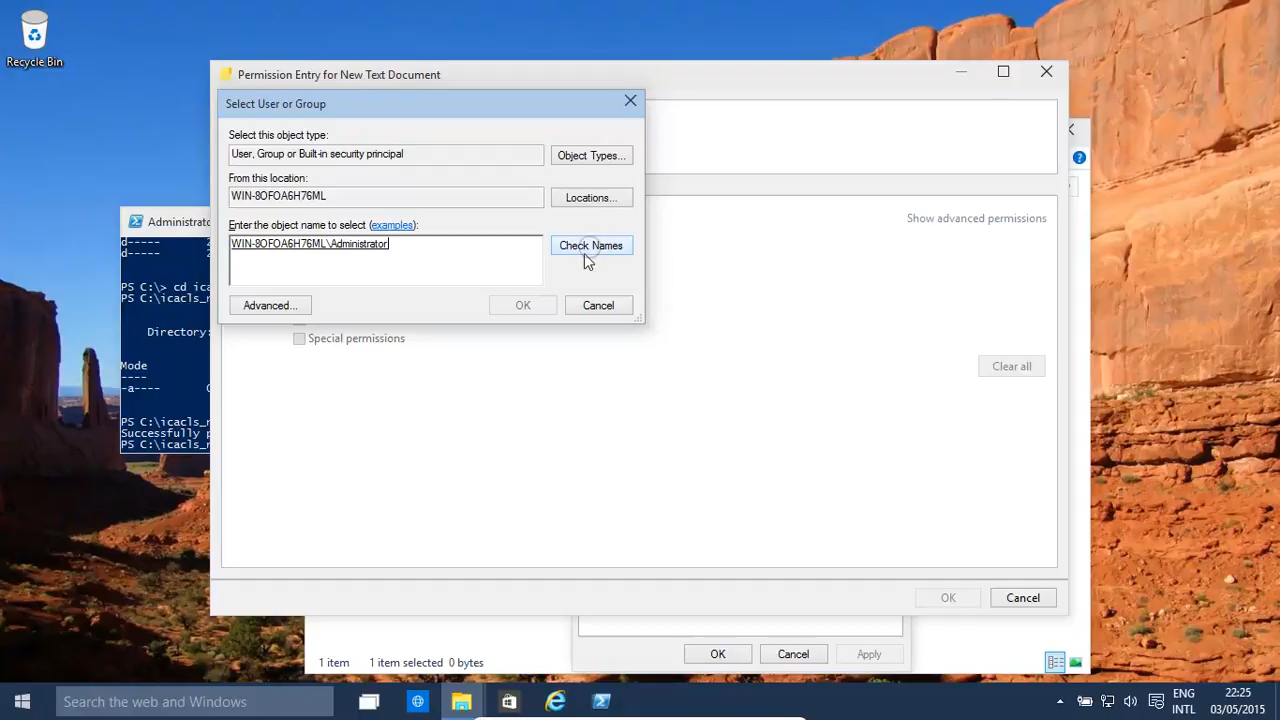 Recycle Bin
Permission Entry for New Text Document
Select User or Group
Select this object type:
User, Group or Built-in security principal
Object Types...
From this location:
WIN-8OFOA6H76ML
Locations...
Enter the object name to select (examples):
WIN-8OFOA6H76ML\Administrator
Check Names
Advanced...
OK
Cancel
Show advanced permissions
Special permissions
Clear all
OK
Cancel
Administrato
d-----
d-----
PS C:\> cd ica
PS C:\icacls_r
Directory:
Mode
----
-a----
PS C:\icacls_r
Successfully p
PS C:\icacls_r
OK
Cancel
Apply
1 item
1 item selected 0 bytes
Search the web and Windows
ENG
INTL
22:25
03/05/2015